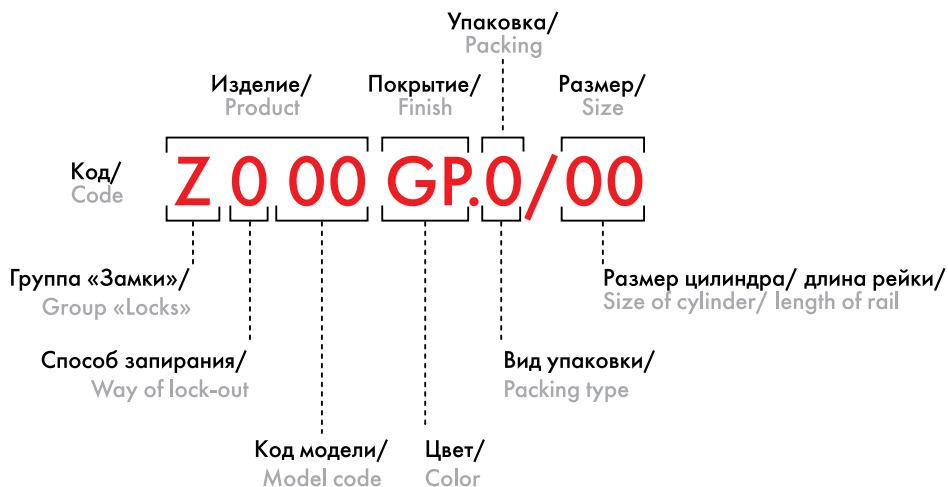 Упаковка/
Packing
Изделие/
Product
Покрытие/
Finish
Размер/
Size
Код/
Code
Z 0 00 GP.0/00
Группа «Замки»/
Group «Locks»
Размер цилиндра/ длина рейки/
Size of cylinder/ length of rail
Способ запирания/
Way of lock-out
Вид упаковки/
Packing type
Код модели/
Model code
Цвет/
Color